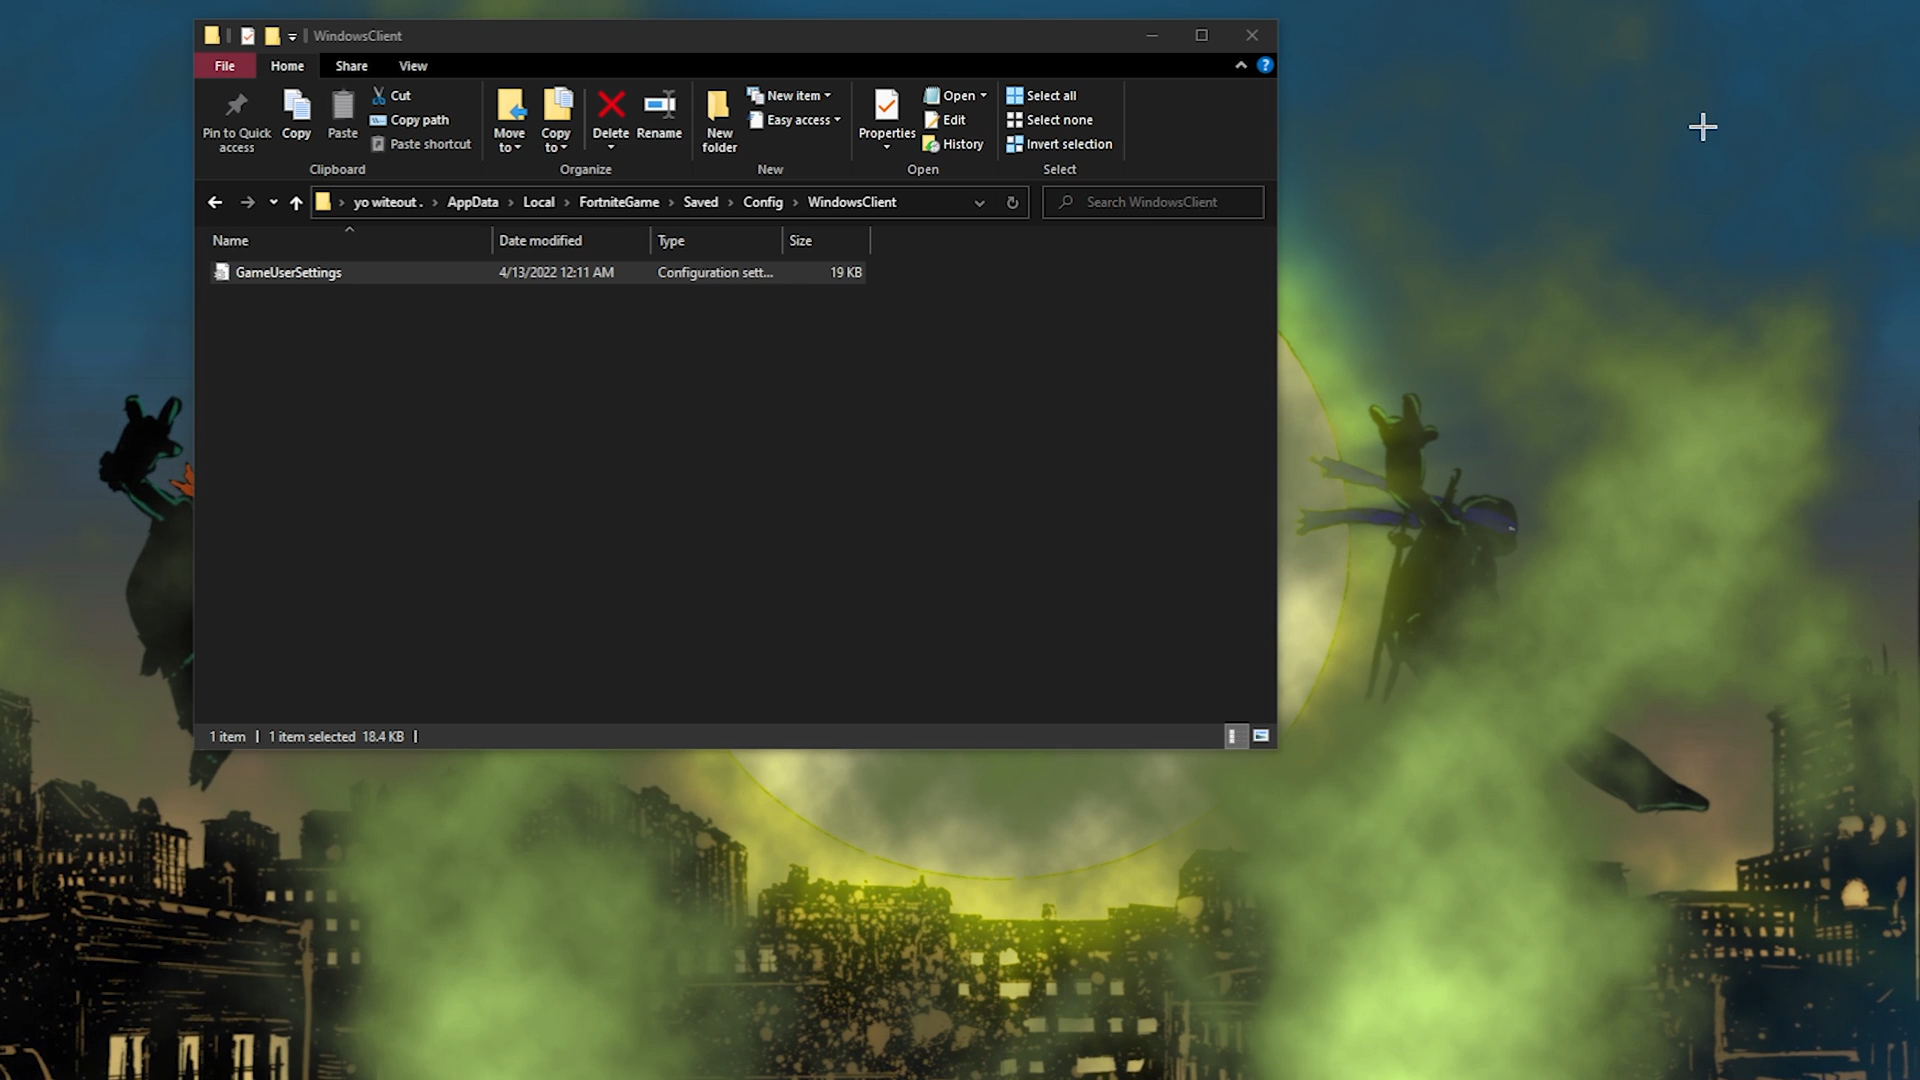 WindowsClient
File Home Share View
Pin to Quick access
Copy
Paste
Cut
Copy path
Paste shortcut
Clipboard
Move to
Copy to
Delete
Rename
Organize
New folder
New item
Easy access
New
Properties
Open
Edit
History
Open
Select all
Select none
Invert selection
Select
yo witeout . › AppData › Local › FortniteGame › Saved › Config › WindowsClient
Search WindowsClient
Name Date modified Type Size
GameUserSettings 4/13/2022 12:11 AM Configuration sett... 19 KB
1 item 1 item selected 18.4 KB